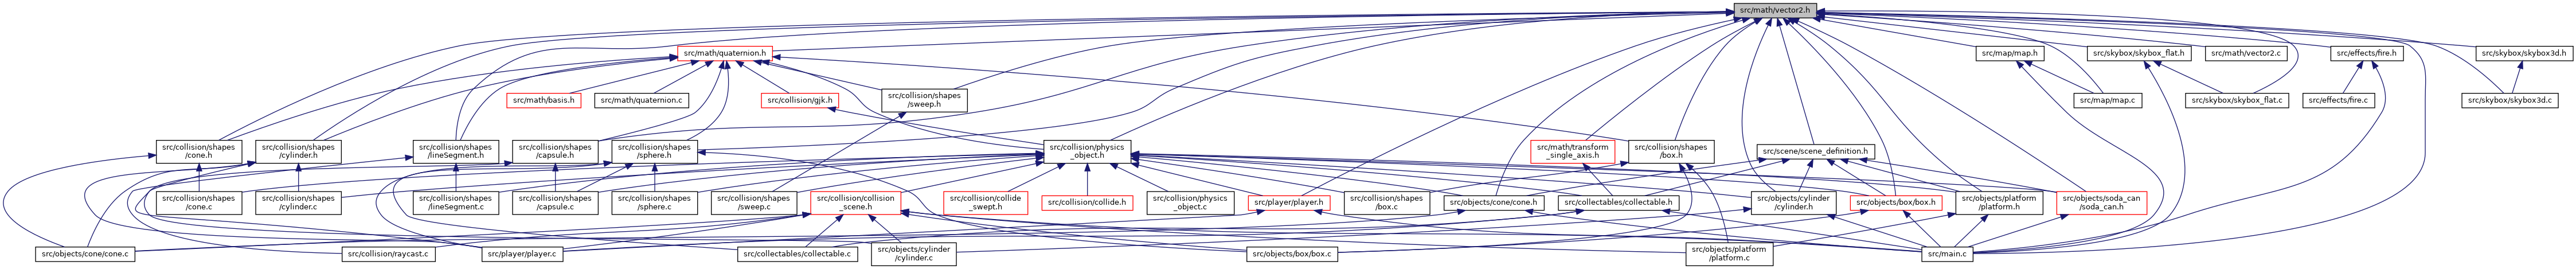 src/math/vector2.h
src/math/quaternion.h
src/map/map.h
src/skybox/skybox_flat.h
src/math/vector2.c
src/effects/fire.h
src/skybox/skybox3d.h
src/math/basis.h
src/math/quaternion.c
src/collision/gjk.h
src/collision/shapes
/sweep.h
src/map/map.c
src/skybox/skybox_flat.c
src/effects/fire.c
src/skybox/skybox3d.c
src/collision/shapes
/cone.h
src/collision/shapes
/cylinder.h
src/collision/shapes
/lineSegment.h
src/collision/shapes
/capsule.h
src/collision/shapes
/sphere.h
src/collision/physics
_object.h
src/math/transform
_single_axis.h
src/collision/shapes
/box.h
src/scene/scene_definition.h
src/collision/shapes
/cone.c
src/collision/shapes
/cylinder.c
src/collision/shapes
/lineSegment.c
src/collision/shapes
/capsule.c
src/collision/shapes
/sphere.c
src/collision/shapes
/sweep.c
src/collision/collision
_scene.h
src/collision/collide
_swept.h
src/collision/collide.h
src/collision/physics
_object.c
src/player/player.h
src/collision/shapes
/box.c
src/objects/cone/cone.h
src/collectables/collectable.h
src/objects/cylinder
/cylinder.h
src/objects/box/box.h
src/objects/platform
/platform.h
src/objects/soda_can
/soda_can.h
src/objects/cone/cone.c
src/collision/raycast.c
src/player/player.c
src/collectables/collectable.c
src/objects/cylinder
/cylinder.c
src/objects/box/box.c
src/objects/platform
/platform.c
src/main.c